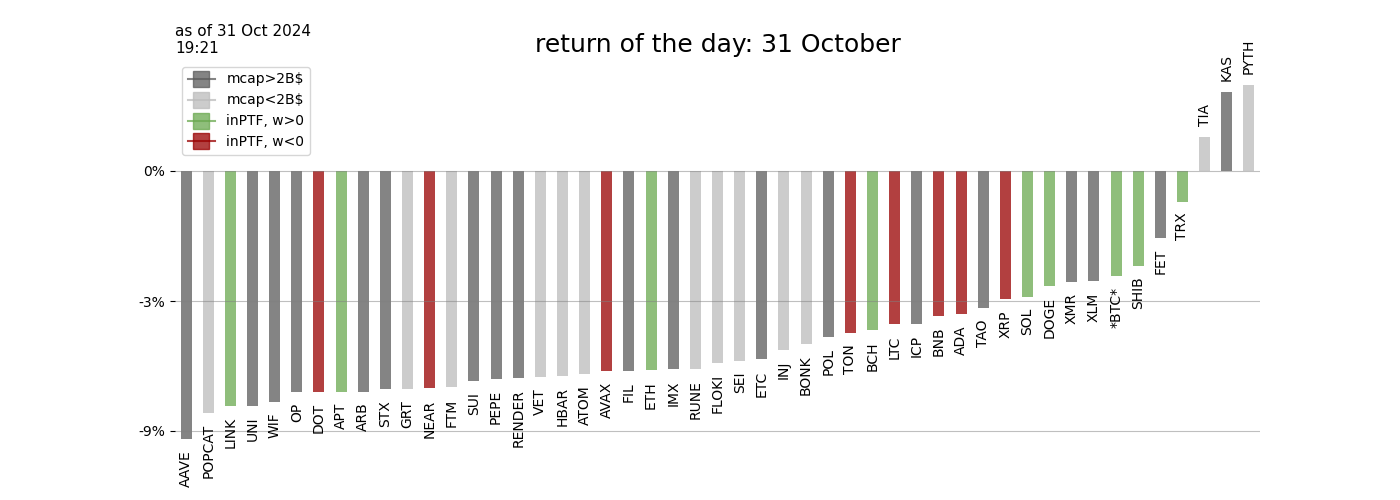 as of 31 Oct 2024
19:21
return of the day: 31 October
mcap>2B$
mcap<2B$
inPTF, w>0
inPTF, w<0
0%
-3%
-9%
AAVE
POPCAT
LINK
UNI
WIF
OP
DOT
APT
ARB
STX
GRT
NEAR
FTM
SUI
PEPE
RENDER
VET
HBAR
ATOM
AVAX
FIL
ETH
IMX
RUNE
FLOKI
SEI
ETC
INJ
BONK
POL
TON
BCH
LTC
ICP
BNB
ADA
TAO
XRP
SOL
DOGE
XMR
XLM
*BTC*
SHIB
FET
TRX
TIA
KAS
PYTH